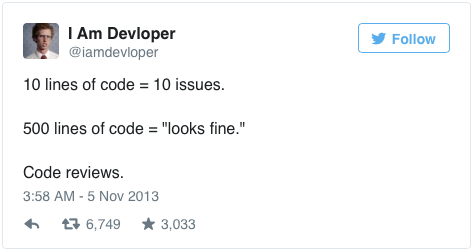 I Am Devloper
@iamdevloper
Follow
10 lines of code = 10 issues.
500 lines of code = "looks fine."
Code reviews.
3:58 AM - 5 Nov 2013
6,749 3,033